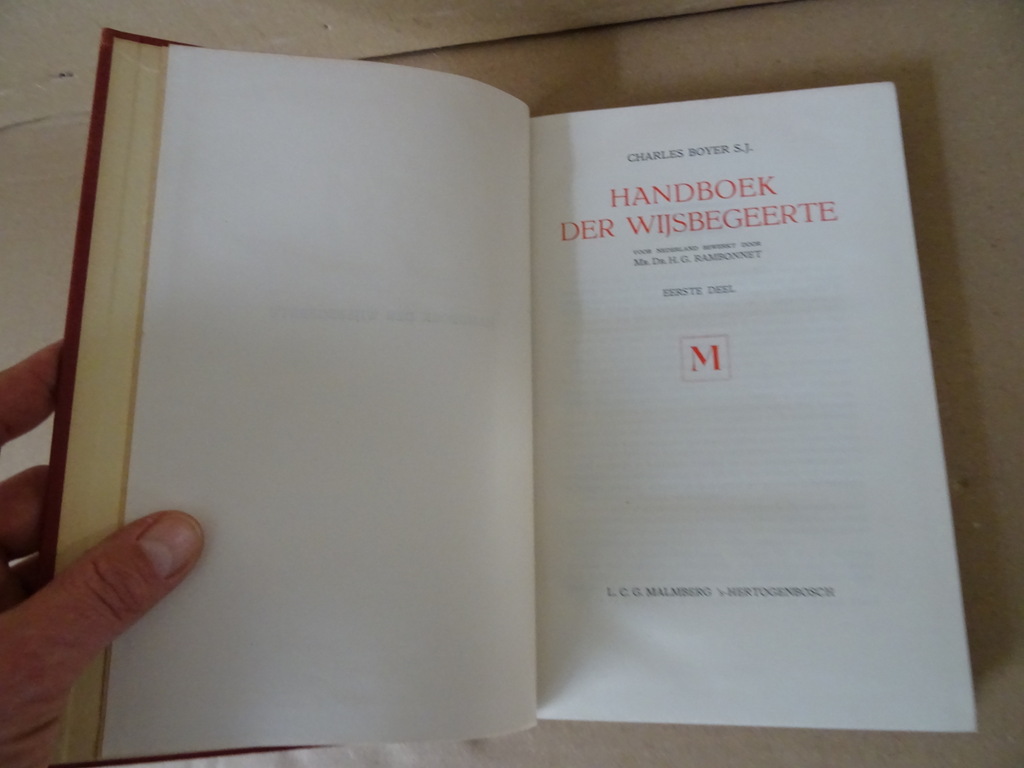 CHARLES BOYER S.J.
HANDBOEK
DER WIJSBEGEERTE
VOOR NEDERLAND BEWERKT DOOR
Mr. Dr. H. G. RAMBONNET
EERSTE DEEL
M
L. C. G. MALMBERG 's-HERTOGENBOSCH